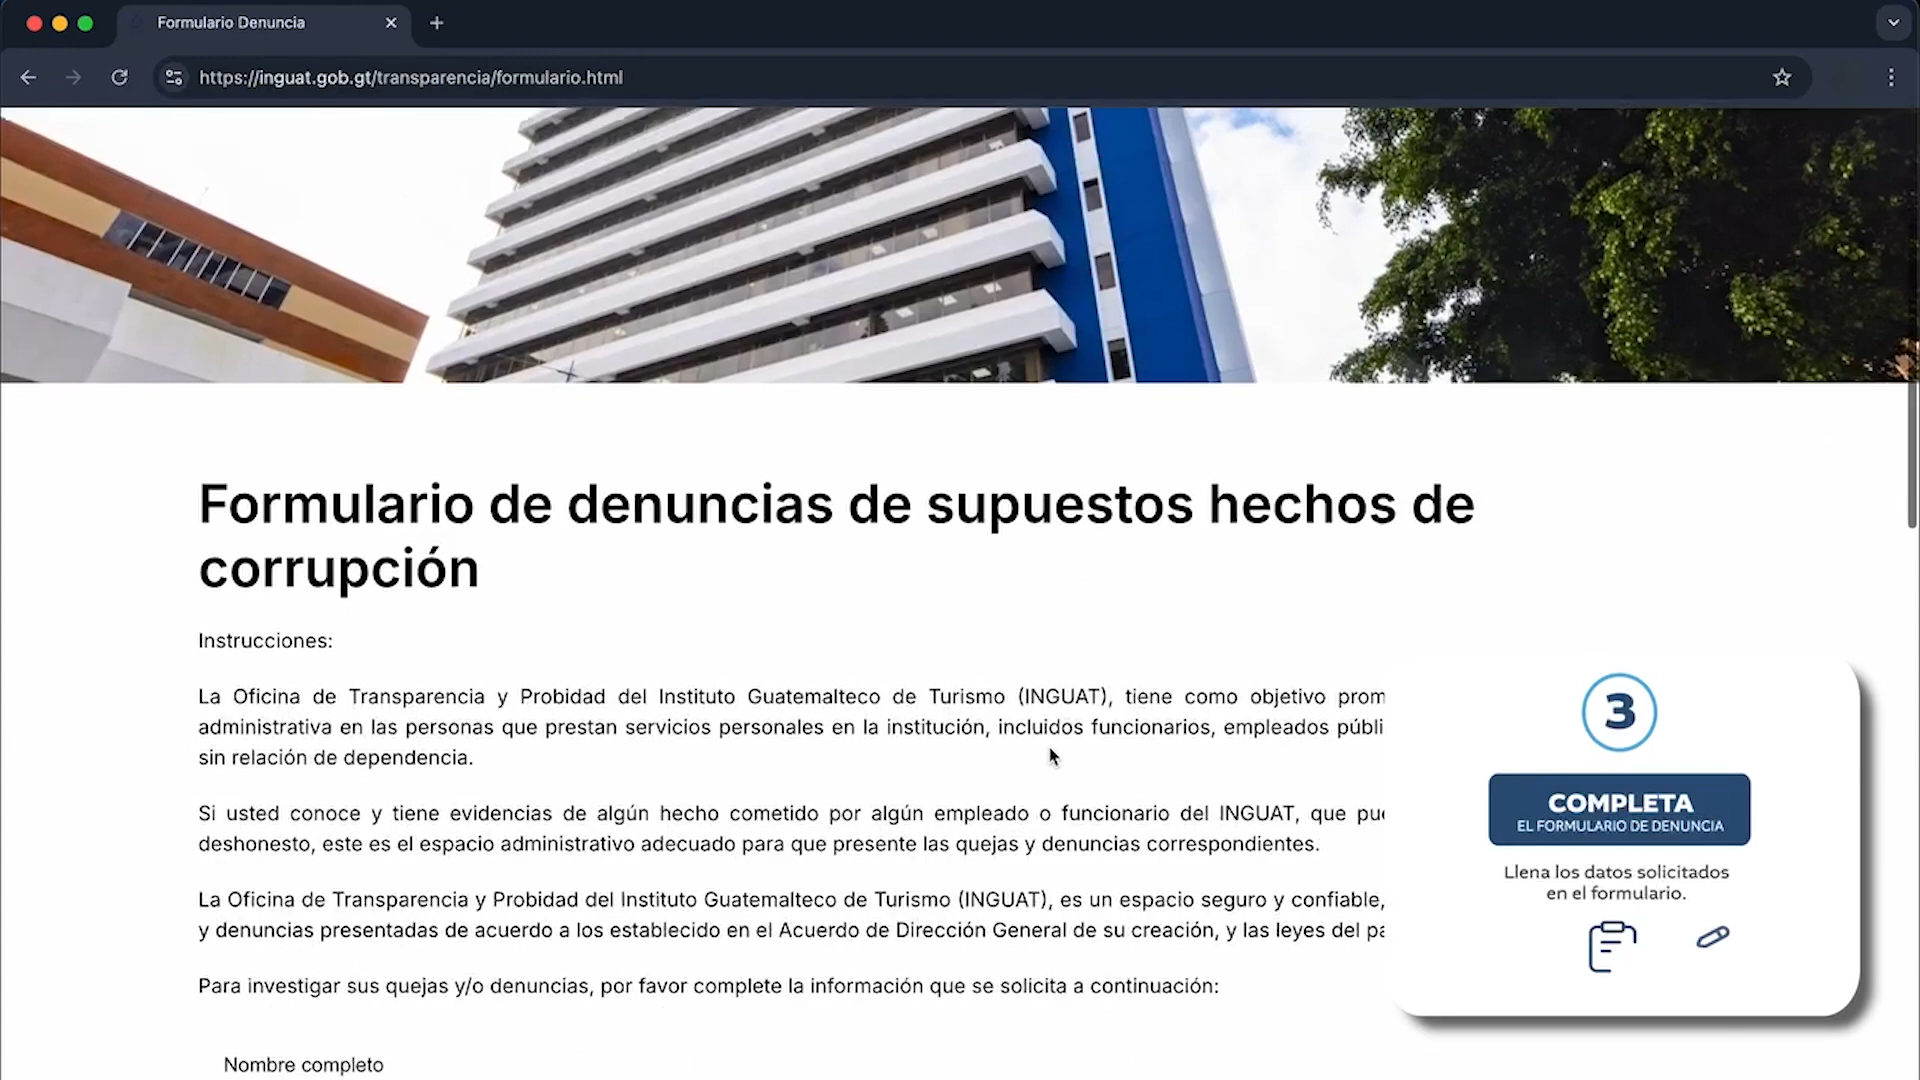 Formulario Denuncia
https://inguat.gob.gt/transparencia/formulario.html
Formulario de denuncias de supuestos hechos de
corrupción
Instrucciones:
La Oficina de Transparencia y Probidad del Instituto Guatemalteco de Turismo (INGUAT), tiene como objetivo prom
administrativa en las personas que prestan servicios personales en la institución, incluidos funcionarios, empleados públi
sin relación de dependencia.
Si usted conoce y tiene evidencias de algún hecho cometido por algún empleado o funcionario del INGUAT, que pue
deshonesto, este es el espacio administrativo adecuado para que presente las quejas y denuncias correspondientes.
La Oficina de Transparencia y Probidad del Instituto Guatemalteco de Turismo (INGUAT), es un espacio seguro y confiable,
y denuncias presentadas de acuerdo a los establecido en el Acuerdo de Dirección General de su creación, y las leyes del pa
Para investigar sus quejas y/o denuncias, por favor complete la información que se solicita a continuación:
Nombre completo
3
COMPLETA
EL FORMULARIO DE DENUNCIA
Llena los datos solicitados
en el formulario.